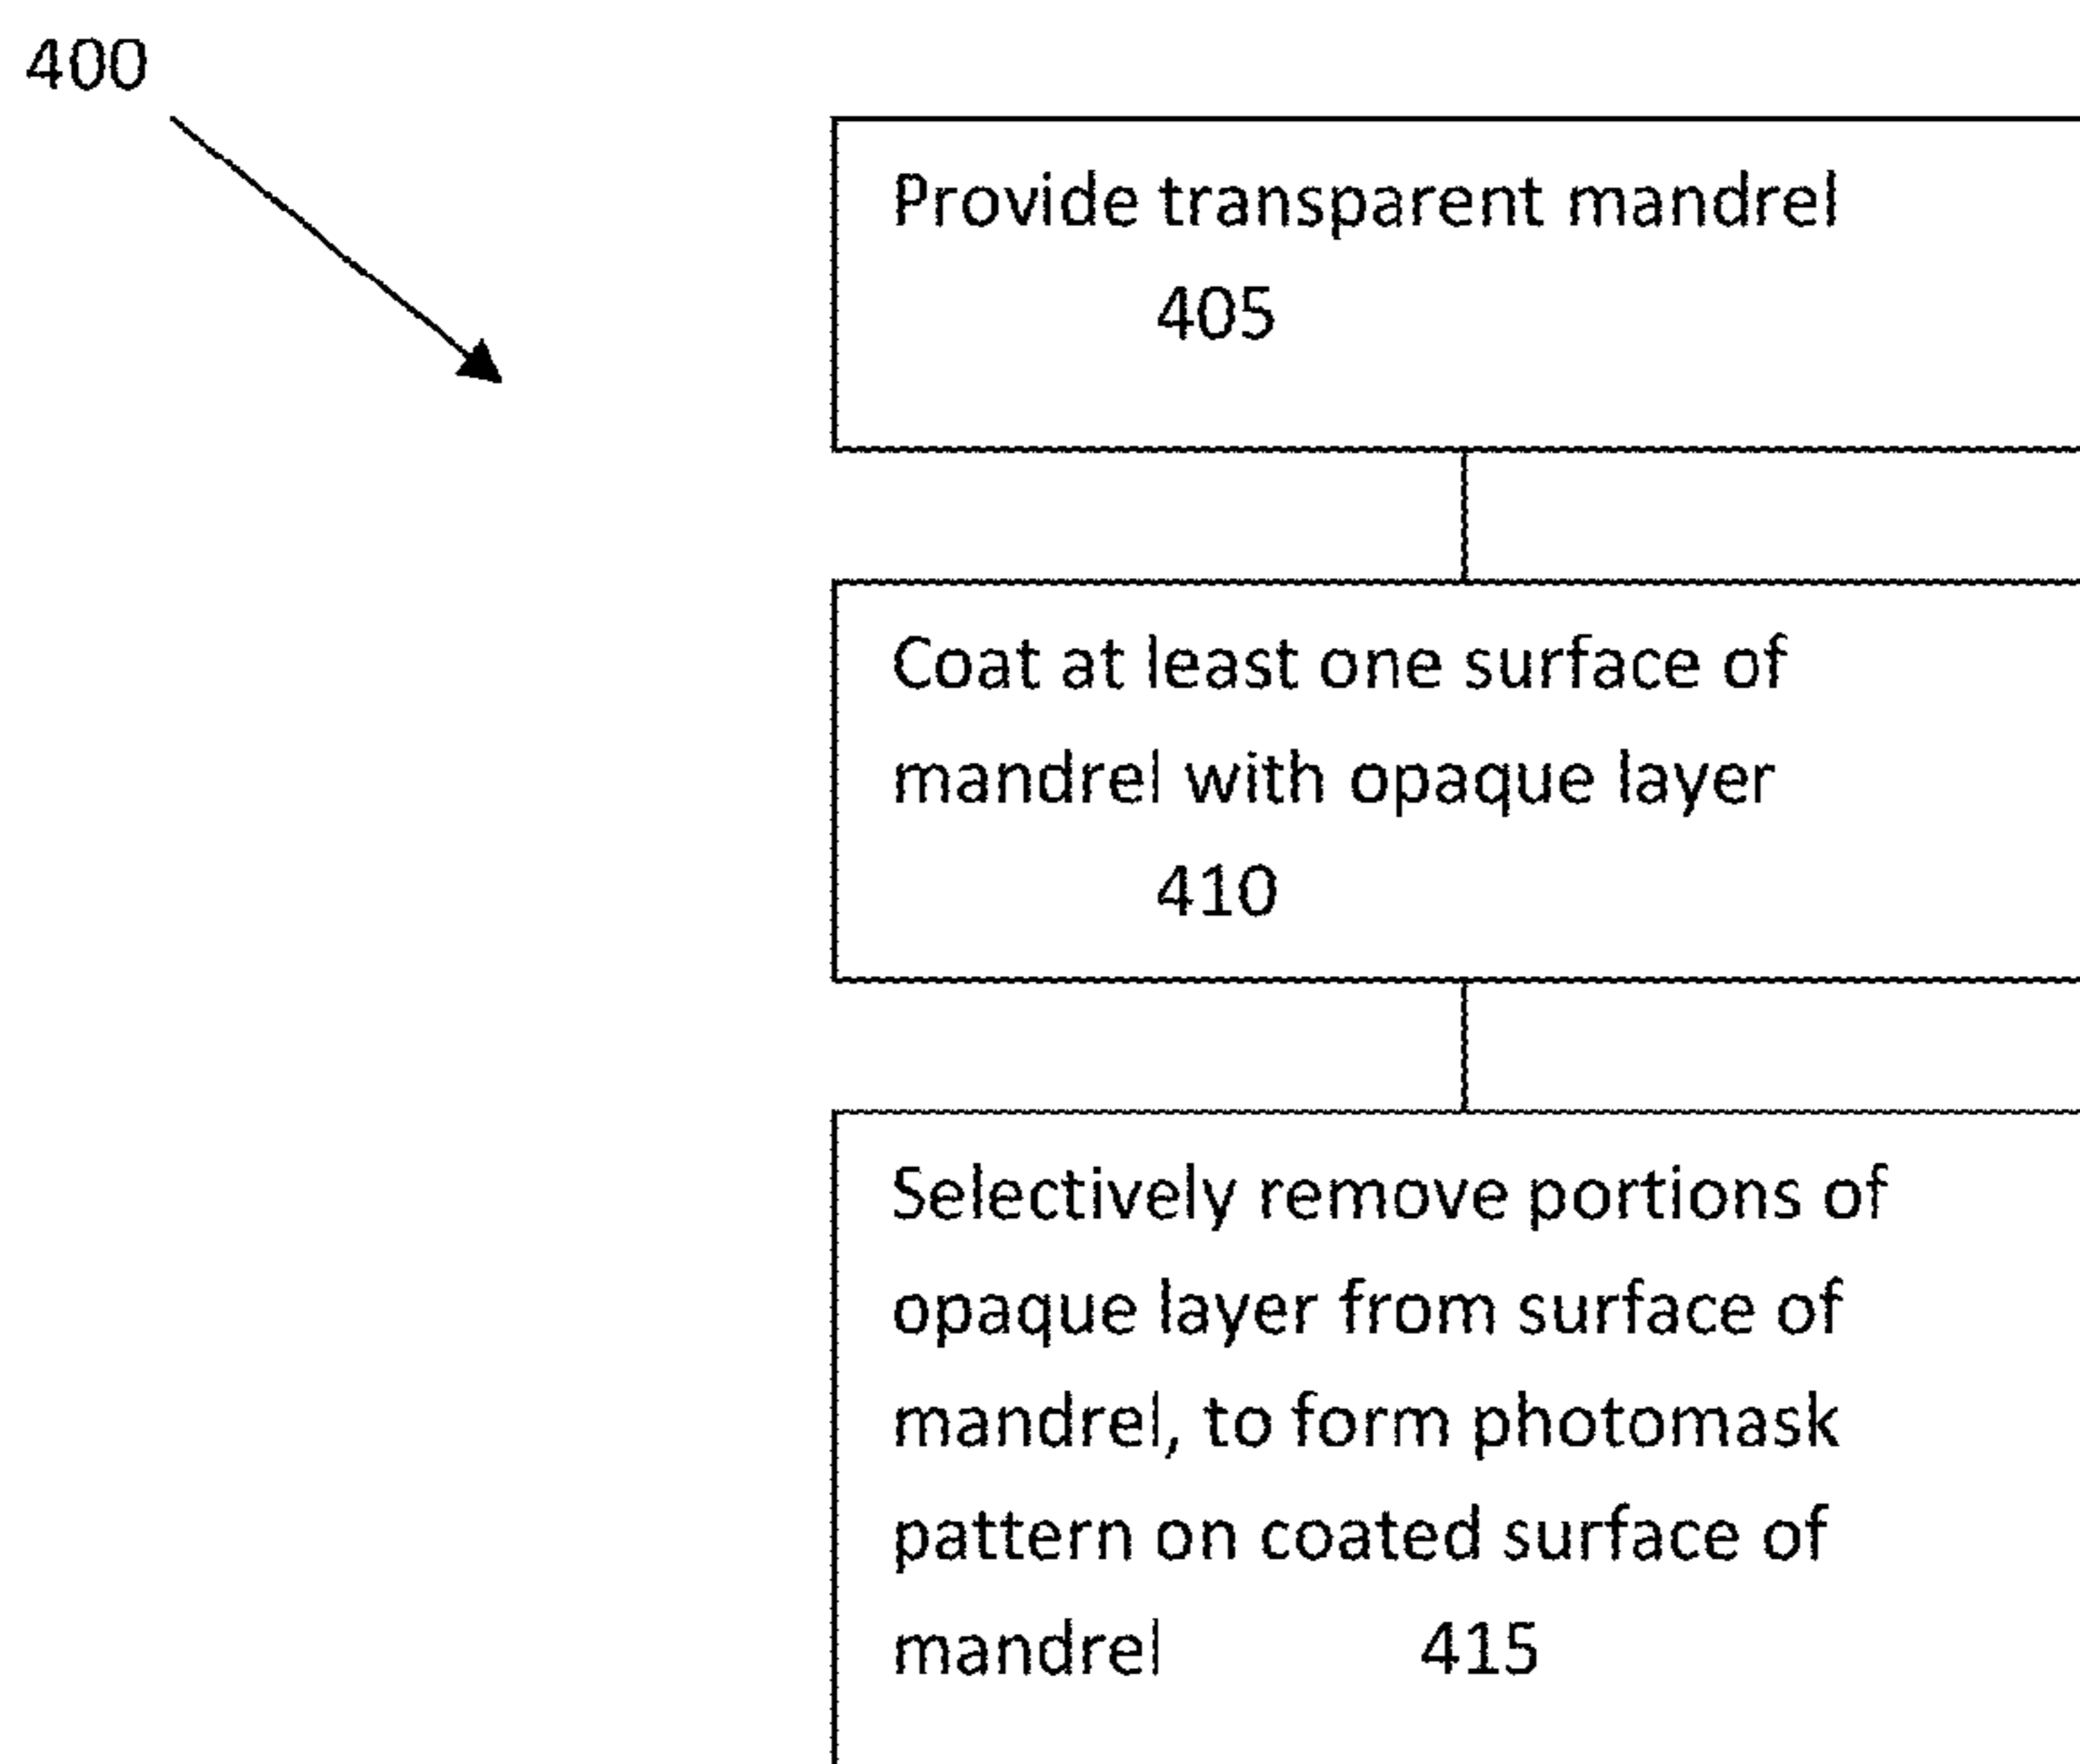 400
Provide transparent mandrel
405
Coat at least one surface of
mandrel with opaque layer
410
Selectively remove portions of
opaque layer from surface of
mandrel, to form photomask
pattern on coated surface of
mandrel 415